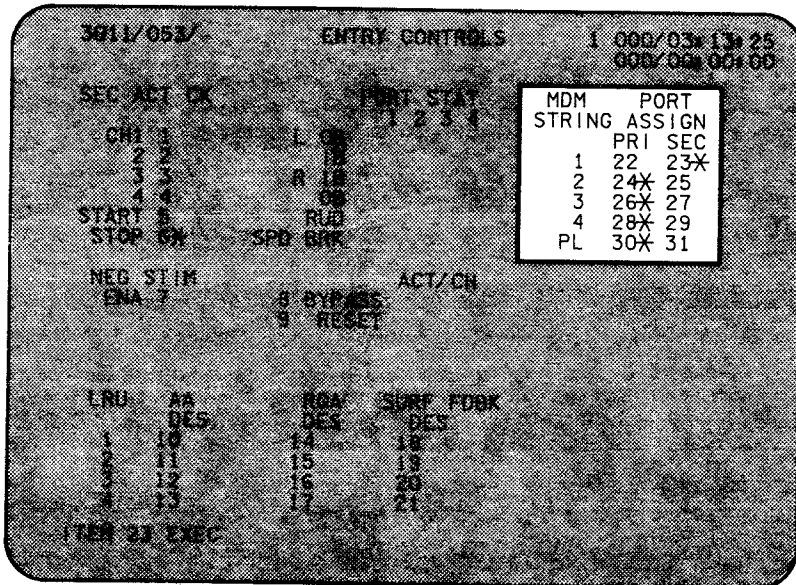 3011/053/ ENTRY CONTROLS 1 000/03:13:25
000/00:00:00
SEC ACT CK PORT STAT
1 2 3 4
CH1 1 L OB
2 2 IB
3 3 R IB
4 4 OB
START 5 RUD
STOP 6* SPD BRK
NEG STIM ACT/CH
ENA 7 8 BYPASS
9 RESET
MDM PORT
STRING ASSIGN
PRI SEC
1 22 23*
2 24* 25
3 26* 27
4 28* 29
PL 30* 31
LRU AA RGA SURF FDBK
DES DES DES
1 10 14 18
2 11 15 19
3 12 16 20
4 13 17 21
ITEM 23 EXEC